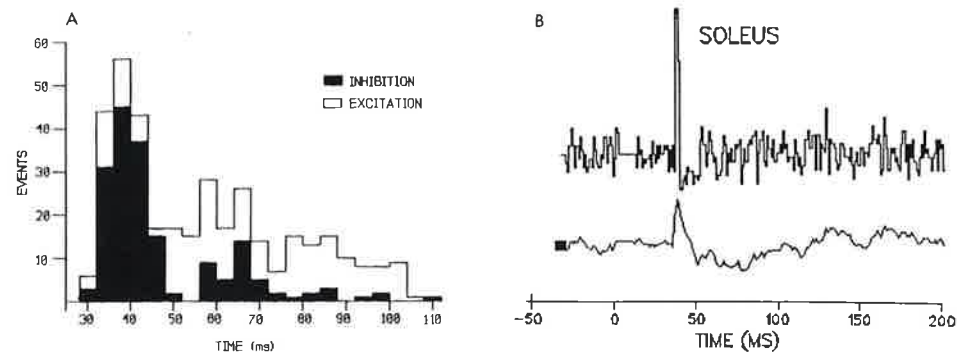 A
60
50
40
30
20
10
EVENTS
INHIBITION
EXCITATION
30 40 50 60 70 80 90 100 110
TIME (ms)
B
SOLEUS
-50 0 50 100 150 200
TIME (MS)